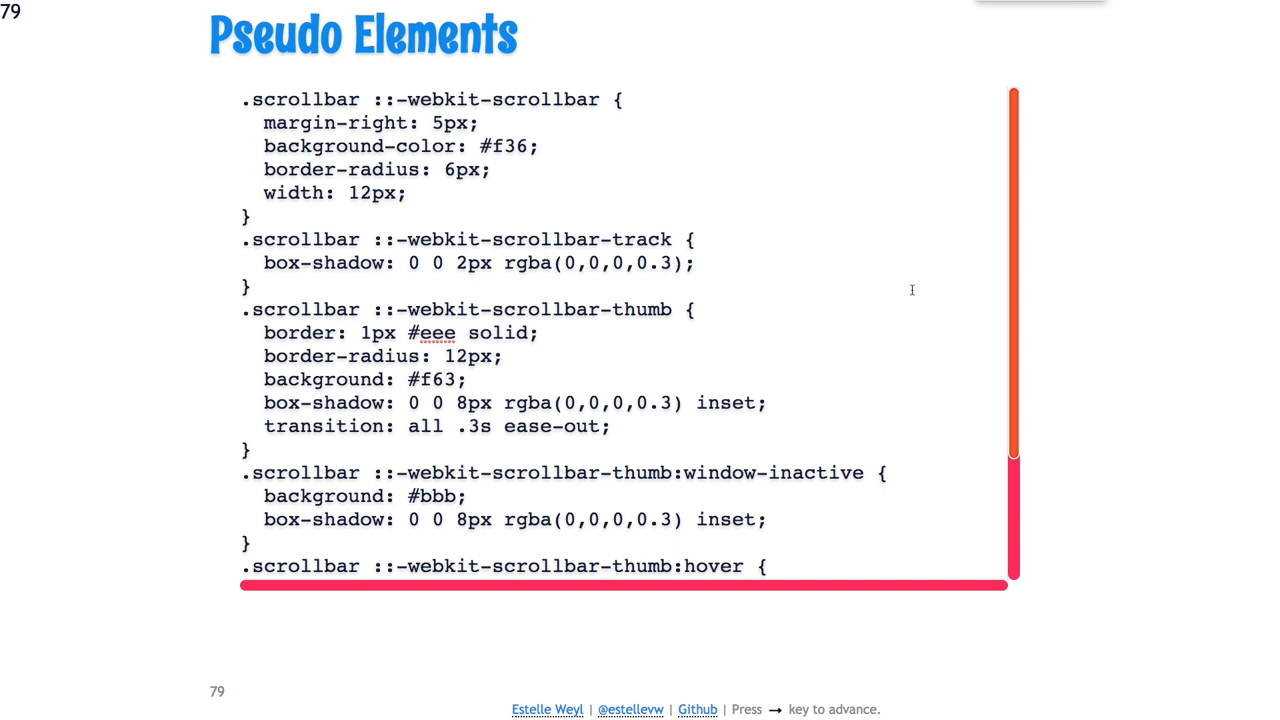 79
Pseudo Elements
.scrollbar ::-webkit-scrollbar {
  margin-right: 5px;
  background-color: #f36;
  border-radius: 6px;
  width: 12px;
}
.scrollbar ::-webkit-scrollbar-track {
  box-shadow: 0 0 2px rgba(0,0,0,0.3);
}
.scrollbar ::-webkit-scrollbar-thumb {
  border: 1px #eee solid;
  border-radius: 12px;
  background: #f63;
  box-shadow: 0 0 8px rgba(0,0,0,0.3) inset;
  transition: all .3s ease-out;
}
.scrollbar ::-webkit-scrollbar-thumb:window-inactive {
  background: #bbb;
  box-shadow: 0 0 8px rgba(0,0,0,0.3) inset;
}
.scrollbar ::-webkit-scrollbar-thumb:hover {
79
Estelle Weyl | @estellevw | Github | Press → key to advance.